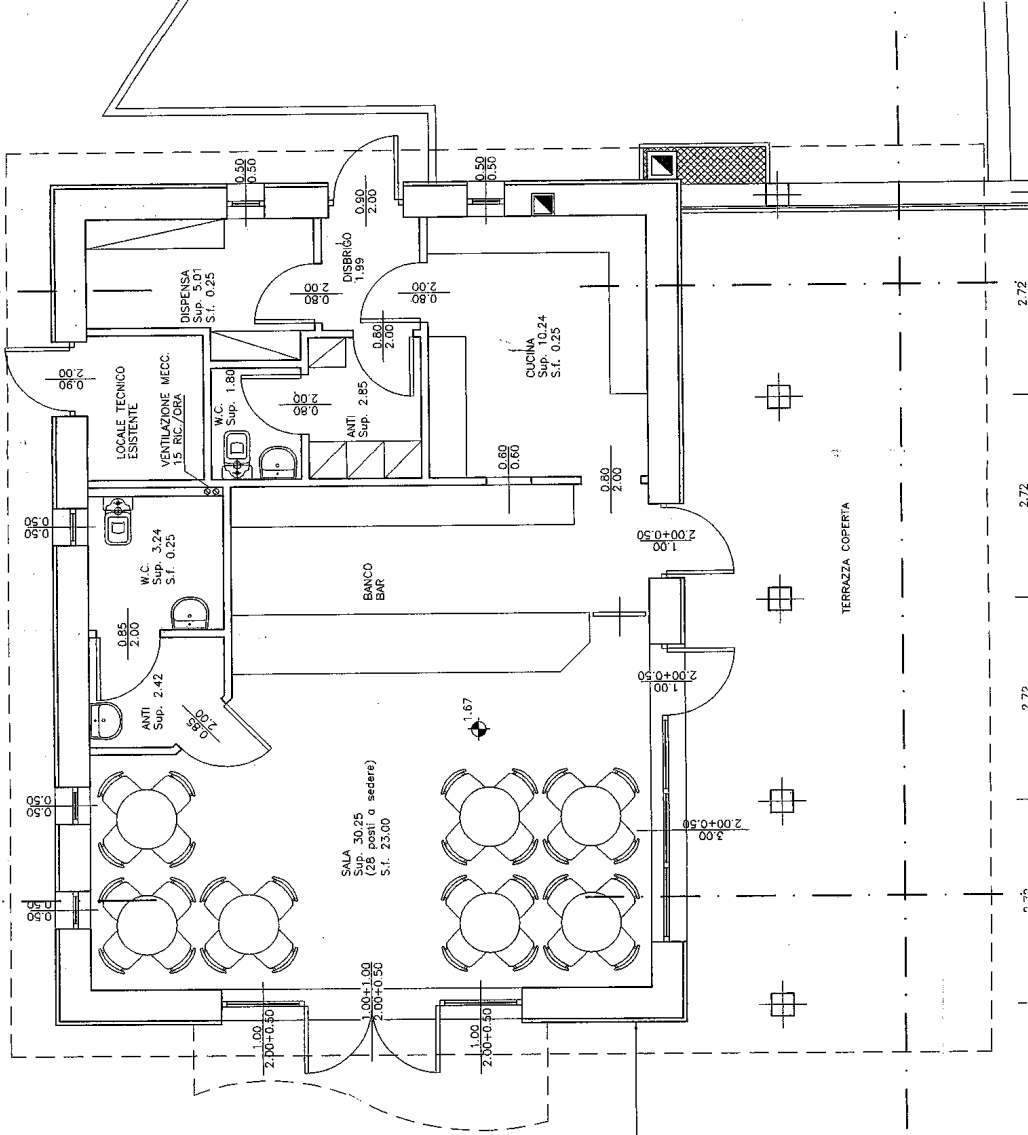 0.50
0.50
0.90
2.00
0.50
0.50
DISPENSA
Sup. 5.01
S.f. 0.25
DISBRIGO
1.99
0.80
2.00
0.80
2.00
0.80
2.00
0.90
2.00
LOCALE TECNICO
ESISTENTE
VENTILAZIONE MECC.
15 RIC./ORA
W.C.
Sup. 1.80
0.80
2.00
ANTI
Sup. 2.85
CUCINA
Sup. 10.24
S.f. 0.25
0.60
0.60
0.80
2.00
0.50
0.50
W.C.
Sup. 3.24
S.f. 0.25
0.85
2.00
ANTI
Sup. 2.42
0.85
2.00
BANCO
BAR
1.00
2.00+0.50
1.00
2.00+0.50
TERRAZZA COPERTA
1.67
SALA
Sup. 30.25
(28 posti a sedere)
S.f. 23.00
0.50
0.50
0.50
0.50
3.00
2.00+0.50
1.00
2.00+0.50
1.00+1.00
2.00+0.50
1.00
2.00+0.50
2.72
2.72
2.72
2.72